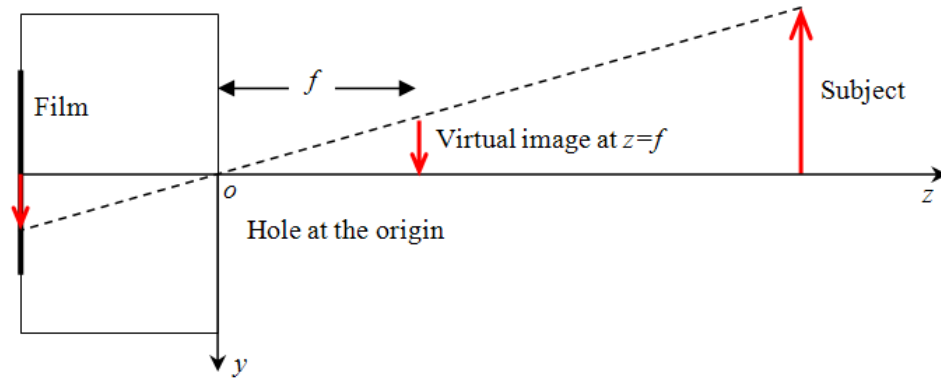 f
Film
Subject
Virtual image at z=f
o
z
Hole at the origin
y